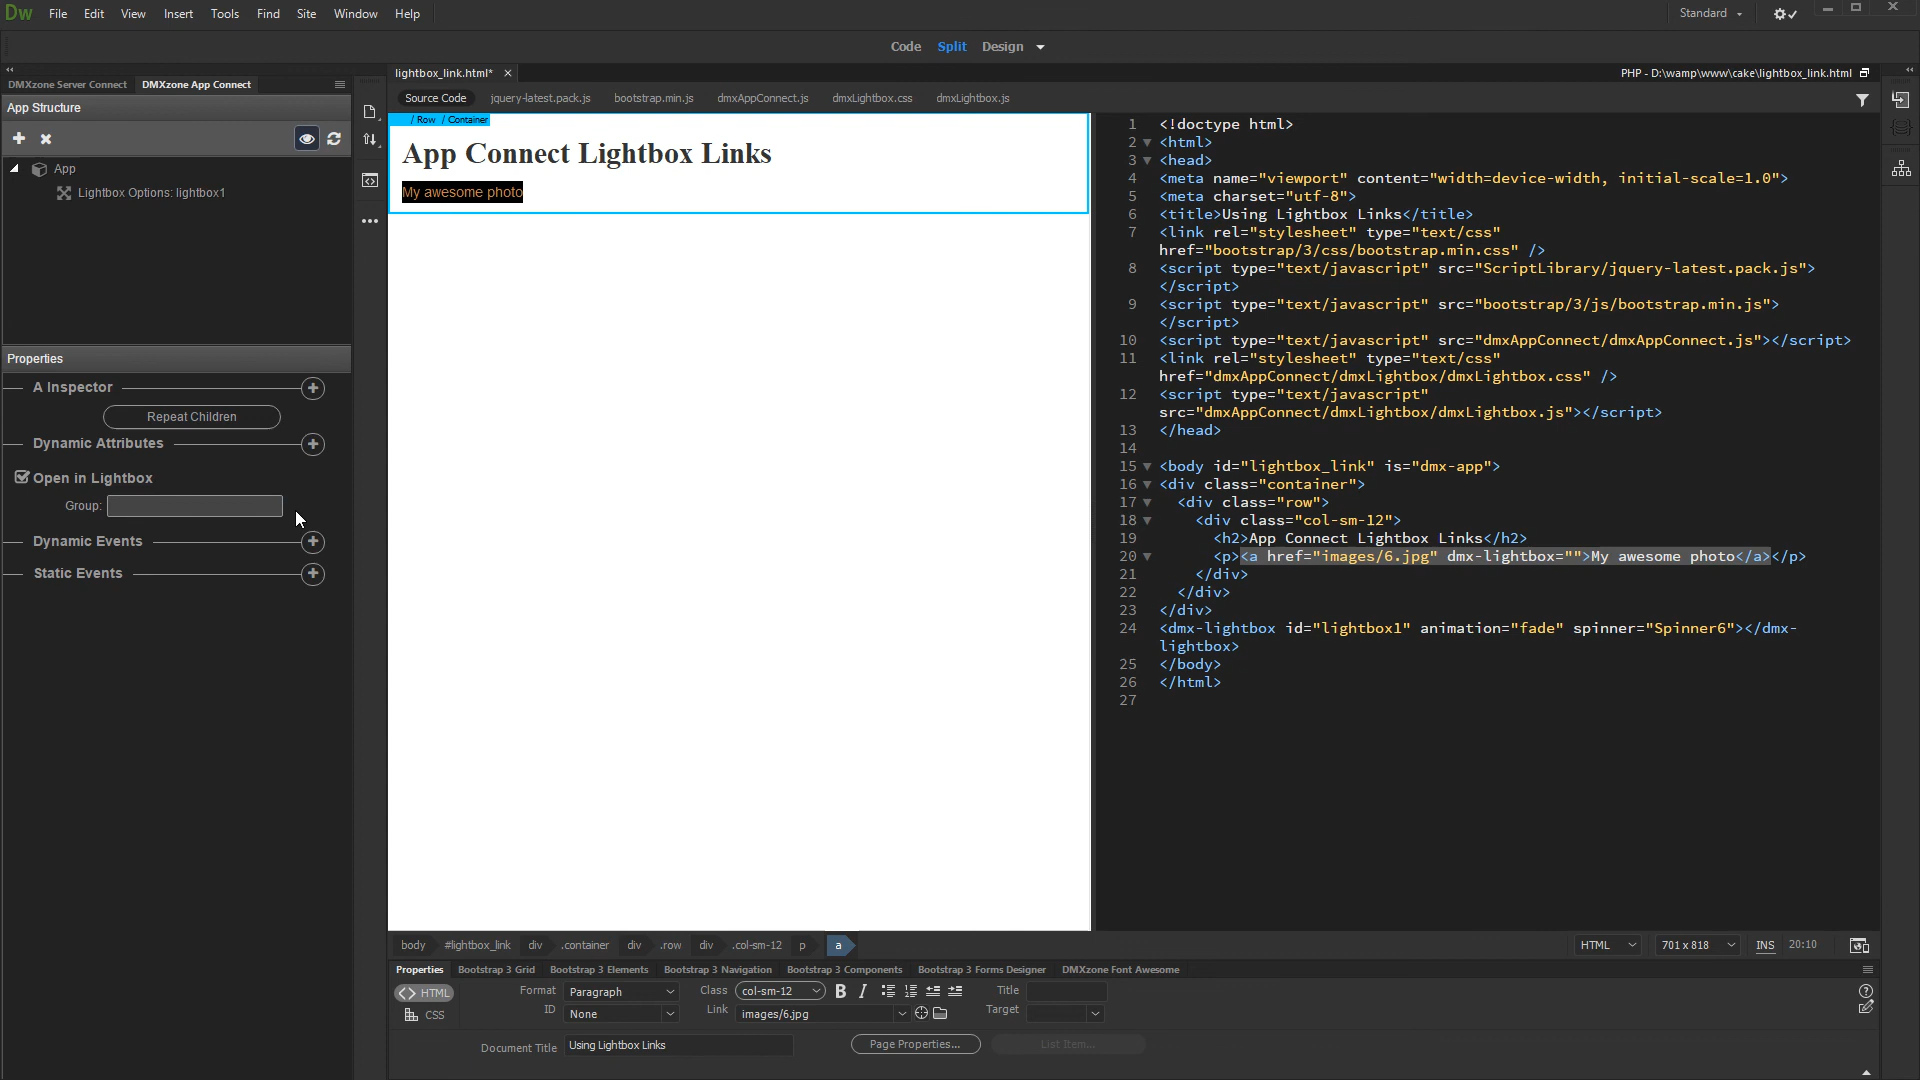 Dw File Edit View Insert Tools Find Site Window Help Standard
Code Split Design
DMXzone Server Connect DMXzone App Connect
App Structure
App
Lightbox Options: lightbox1
Properties
A Inspector
Repeat Children
Dynamic Attributes
Open in Lightbox
Group:
Dynamic Events
Static Events
lightbox_link.html*
PHP - D:\wamp\www\cake\lightbox_link.html
Source Code jquery-latest.pack.js bootstrap.min.js dmxAppConnect.js dmxLightbox.css dmxLightbox.js
/ Row / Container
App Connect Lightbox Links
My awesome photo
1 <!doctype html>
2 <html>
3 <head>
4 <meta name="viewport" content="width=device-width, initial-scale=1.0">
5 <meta charset="utf-8">
6 <title>Using Lightbox Links</title>
7 <link rel="stylesheet" type="text/css"
href="bootstrap/3/css/bootstrap.min.css" />
8 <script type="text/javascript" src="ScriptLibrary/jquery-latest.pack.js">
</script>
9 <script type="text/javascript" src="bootstrap/3/js/bootstrap.min.js">
</script>
10 <script type="text/javascript" src="dmxAppConnect/dmxAppConnect.js"></script>
11 <link rel="stylesheet" type="text/css"
href="dmxAppConnect/dmxLightbox/dmxLightbox.css" />
12 <script type="text/javascript"
src="dmxAppConnect/dmxLightbox/dmxLightbox.js"></script>
13 </head>
14
15 <body id="lightbox_link" is="dmx-app">
16 <div class="container">
17 <div class="row">
18 <div class="col-sm-12">
19 <h2>App Connect Lightbox Links</h2>
20 <p><a href="images/6.jpg" dmx-lightbox="">My awesome photo</a></p>
21 </div>
22 </div>
23 </div>
24 <dmx-lightbox id="lightbox1" animation="fade" spinner="Spinner6"></dmx-
lightbox>
25 </body>
26 </html>
27
body #lightbox_link div .container div .row div .col-sm-12 p a
HTML 701 x 818 INS 20:10
Properties Bootstrap 3 Grid Bootstrap 3 Elements Bootstrap 3 Navigation Bootstrap 3 Components Bootstrap 3 Forms Designer DMXzone Font Awesome
<> HTML Format Paragraph Class col-sm-12 B I Title
CSS ID None Link images/6.jpg Target
Document Title Using Lightbox Links Page Properties... List Item...